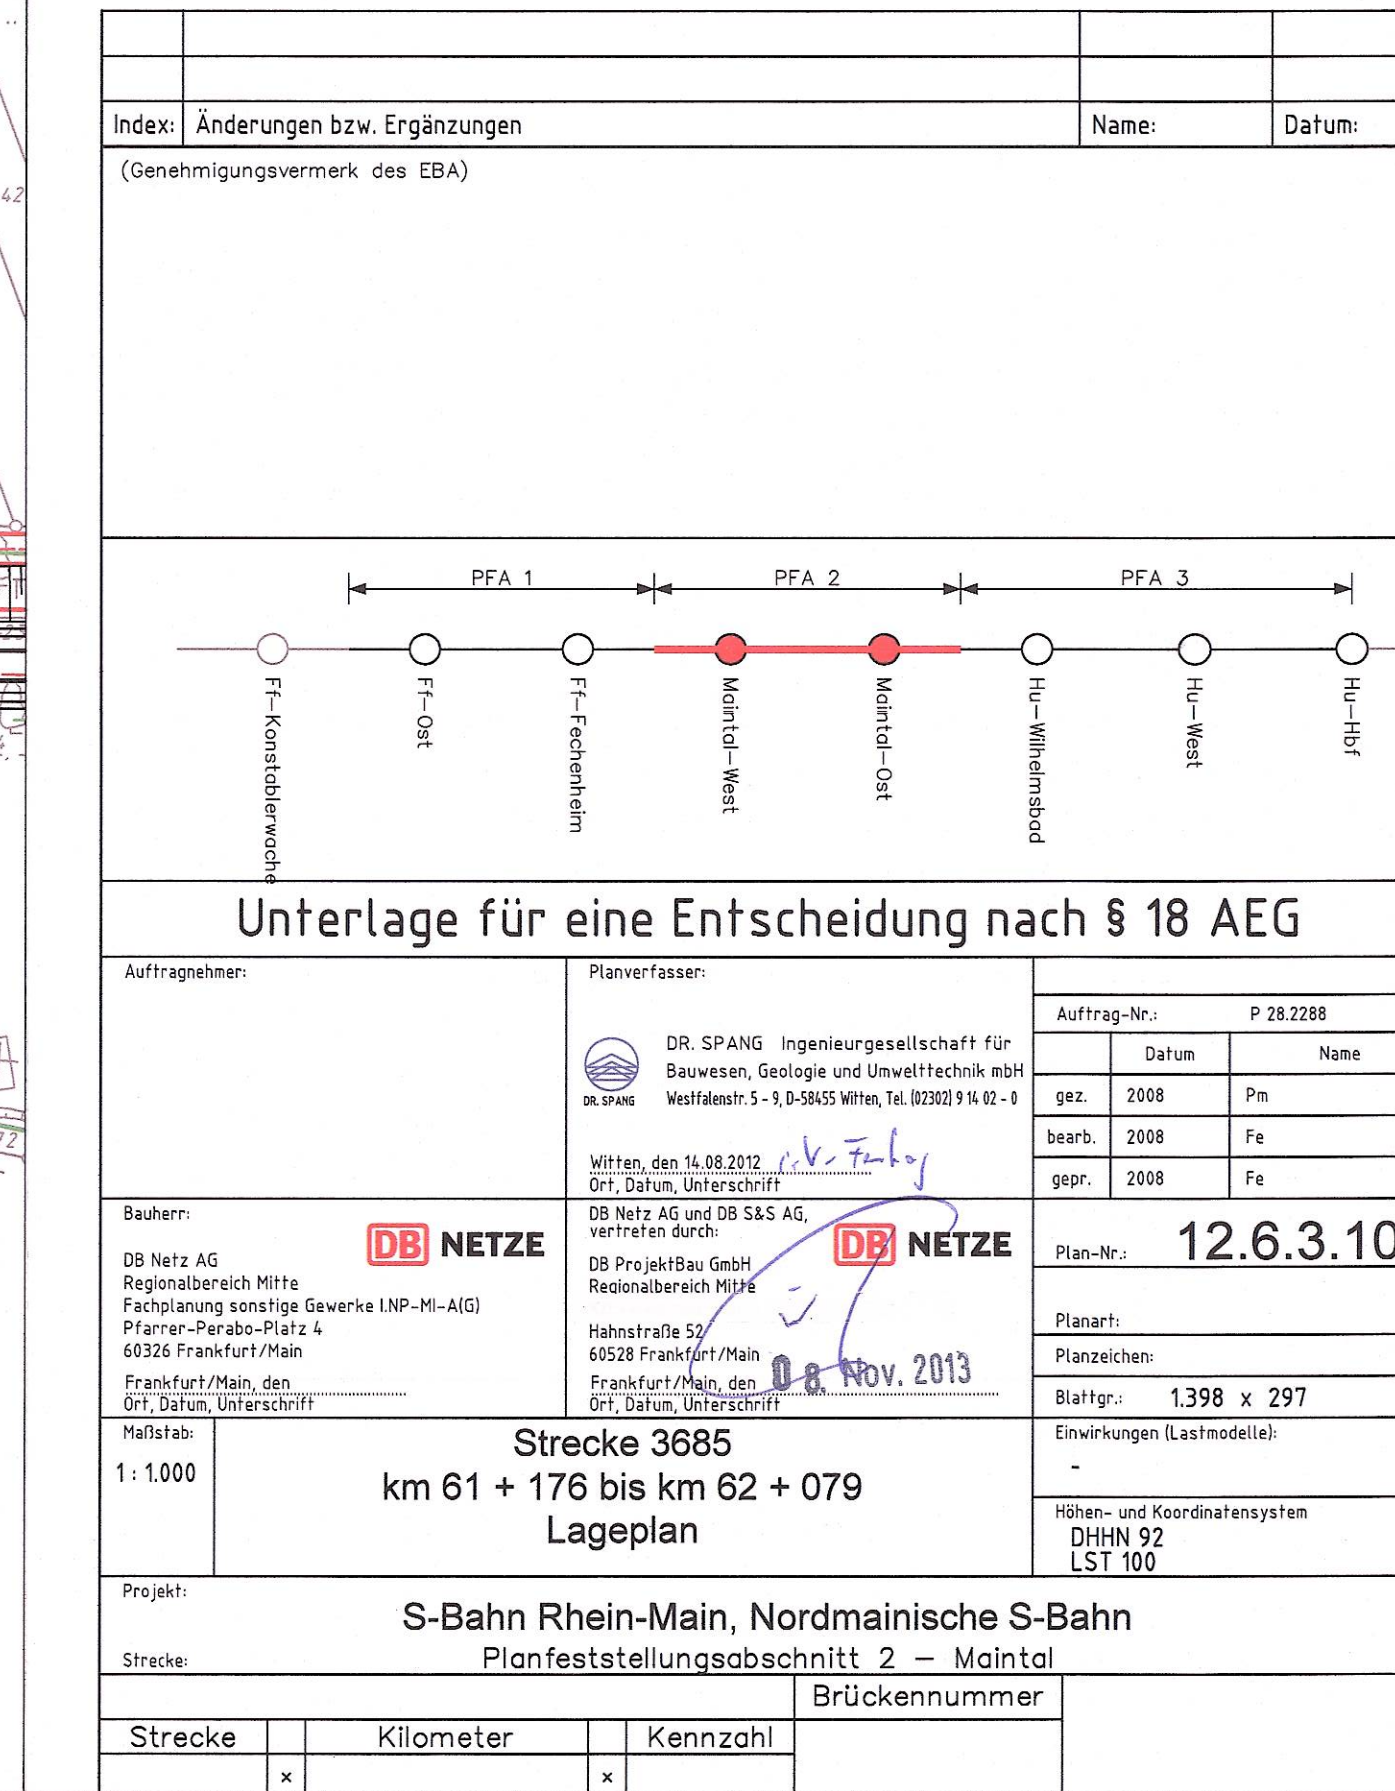 Index: Änderungen bzw. Ergänzungen Name: Datum:
(Genehmigungsvermerk des EBA)
42
PFA 1 PFA 2 PFA 3
Ff-Konstablerwache
Ff-Ost
Ff-Fechenheim
Maintal-West
Maintal-Ost
Hu-Wilhelmsbad
Hu-West
Hu-Hbf
Unterlage für eine Entscheidung nach § 18 AEG
Auftragnehmer:
Planverfasser:
DR. SPANG Ingenieurgesellschaft für
Bauwesen, Geologie und Umwelttechnik mbH
DR. SPANG Westfalenstr. 5 - 9, D-58455 Witten, Tel. (02302) 9 14 02 - 0
Witten, den 14.08.2012
Ort, Datum, Unterschrift
Auftrag-Nr.: P 28.2288
Datum Name
gez. 2008 Pm
bearb. 2008 Fe
gepr. 2008 Fe
Bauherr:
DB NETZE
DB Netz AG
Regionalbereich Mitte
Fachplanung sonstige Gewerke I.NP-MI-A(G)
Pfarrer-Perabo-Platz 4
60326 Frankfurt/Main
Frankfurt/Main, den
Ort, Datum, Unterschrift
DB Netz AG und DB S&S AG,
vertreten durch:
DB NETZE
DB ProjektBau GmbH
Regionalbereich Mitte
Hahnstraße 52
60528 Frankfurt/Main
Frankfurt/Main, den 08. Nov. 2013
Ort, Datum, Unterschrift
Plan-Nr.: 12.6.3.10
Planart:
Planzeichen:
Blattgr.: 1.398 x 297
Maßstab:
1 : 1.000
Strecke 3685
km 61 + 176 bis km 62 + 079
Lageplan
Einwirkungen (Lastmodelle):
-
Höhen- und Koordinatensystem
DHHN 92
LST 100
Projekt:
S-Bahn Rhein-Main, Nordmainische S-Bahn
Strecke: Planfeststellungsabschnitt 2 – Maintal
Brückennummer
Strecke Kilometer Kennzahl
x x